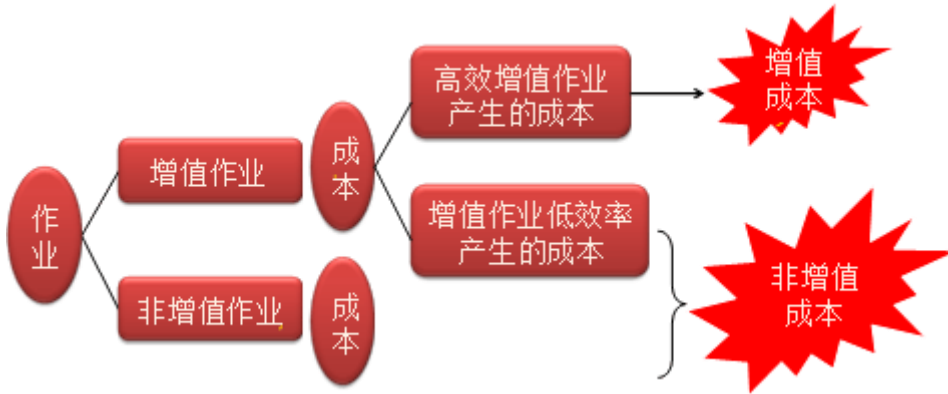 作
业
增值作业
非增值作业
成
本
成
本
高效增值作业
产生的成本
增值作业低效率
产生的成本
增值
成本
非增值
成本